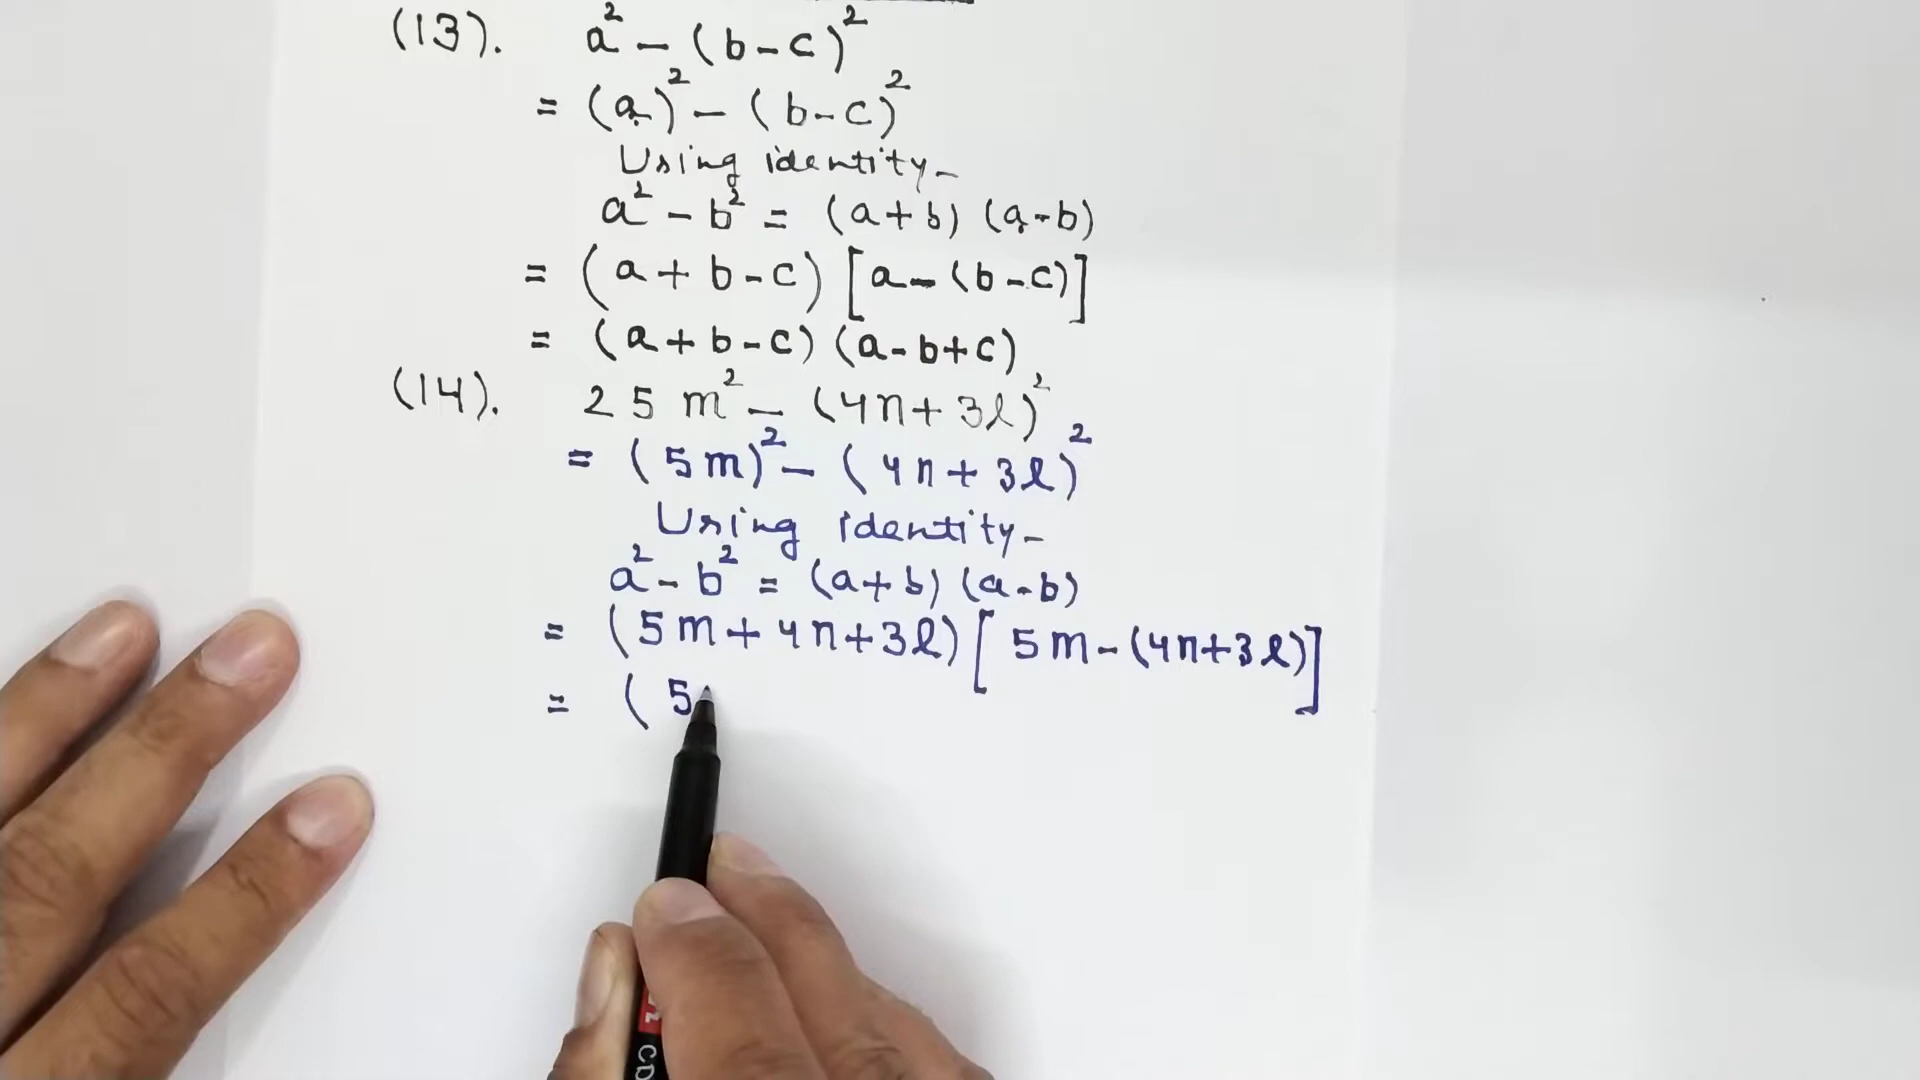 (13). a² - (b-c)²
= (a)² - (b-c)²
Using identity-
a² - b² = (a+b) (a-b)
= (a+b-c) [a-(b-c)]
= (a+b-c) (a-b+c)
(14). 25 m² - (4n+3l)²
= (5m)² - (4n+3l)²
Using identity-
a² - b² = (a+b) (a-b)
= (5m+4n+3l) [5m-(4n+3l)]
= ( 5
CD